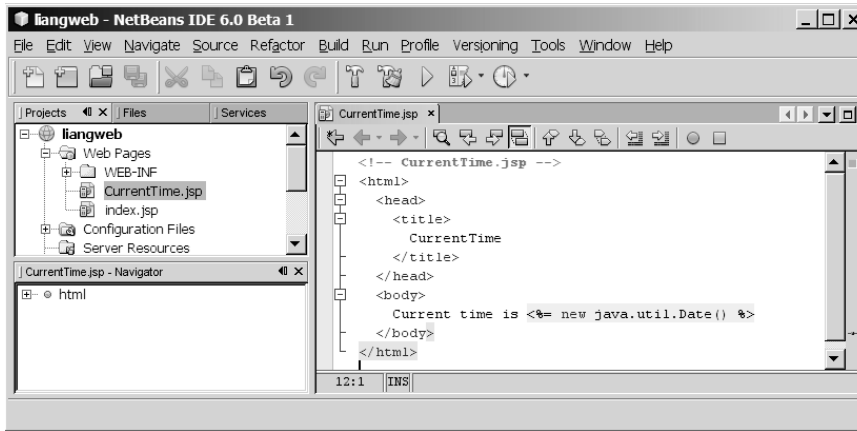 liangweb - NetBeans IDE 6.0 Beta 1
File Edit View Navigate Source Refactor Build Run Profile Versioning Tools Window Help
Projects Files Services
liangweb
Web Pages
WEB-INF
CurrentTime.jsp
index.jsp
Configuration Files
Server Resources
CurrentTime.jsp - Navigator
html
CurrentTime.jsp
<!-- CurrentTime.jsp -->
<html>
<head>
<title>
CurrentTime
</title>
</head>
<body>
Current time is <%= new java.util.Date() %>
</body>
</html>
12:1 INS